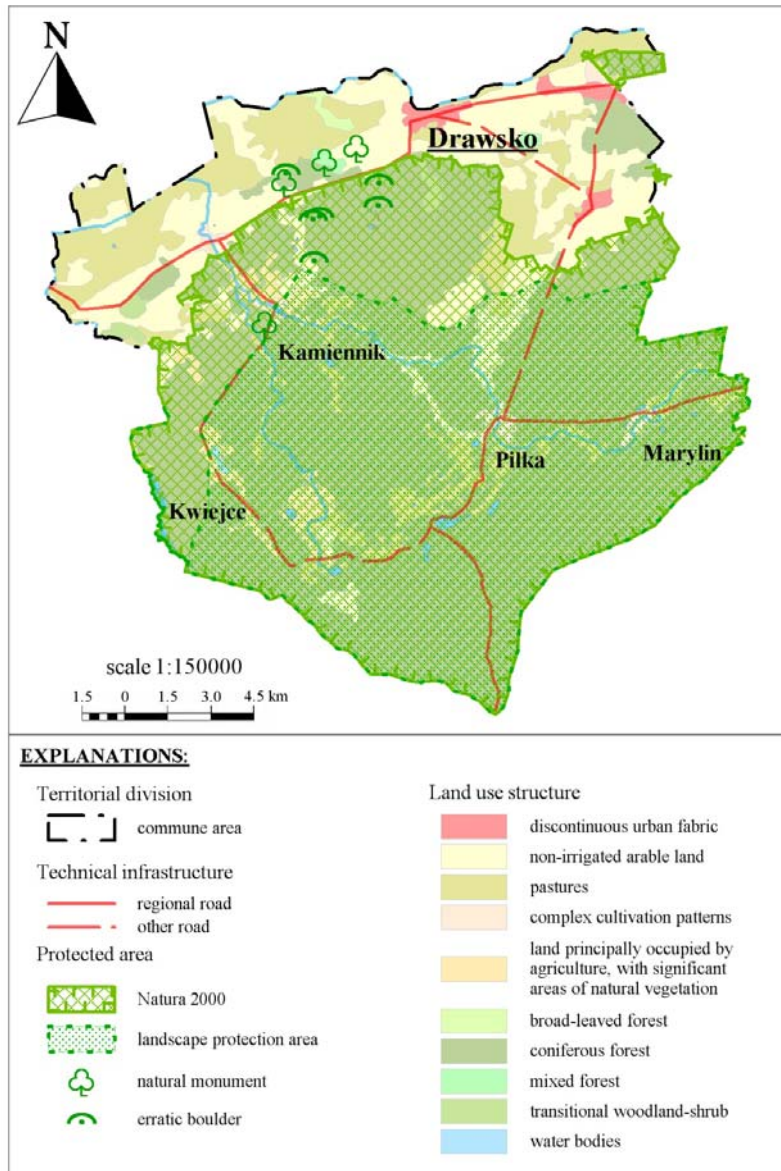 N
Drawsko
Kamiennik
Piłka
Marylin
Kwiejce
scale 1:150000
1.5 0 1.5 3.0 4.5 km
EXPLANATIONS:
Territorial division
commune area
Technical infrastructure
regional road
other road
Protected area
Natura 2000
landscape protection area
natural monument
erratic boulder
Land use structure
discontinuous urban fabric
non-irrigated arable land
pastures
complex cultivation patterns
land principally occupied by
agriculture, with significant
areas of natural vegetation
broad-leaved forest
coniferous forest
mixed forest
transitional woodland-shrub
water bodies